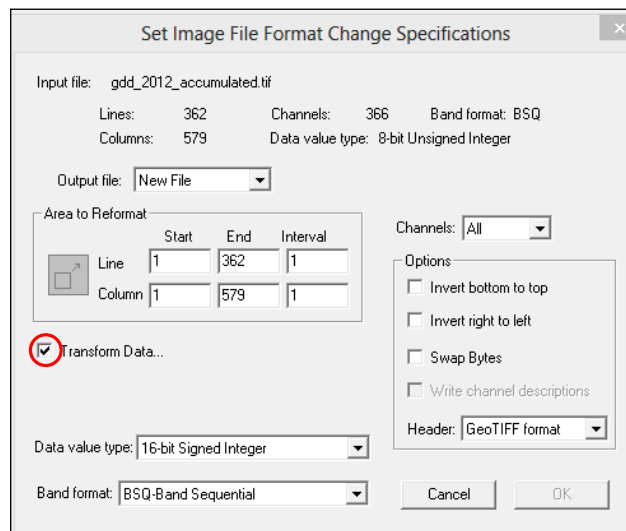 Set Image File Format Change Specifications
Input file: gdd_2012_accumulated.tif
Lines: 362 Channels: 366 Band format: BSQ
Columns: 579 Data value type: 8-bit Unsigned Integer
Output file: New File
Area to Reformat
Start End Interval
Line 1 362 1
Column 1 579 1
Transform Data...
Channels: All
Options
Invert bottom to top
Invert right to left
Swap Bytes
Write channel descriptions
Header: GeoTIFF format
Data value type: 16-bit Signed Integer
Band format: BSQ-Band Sequential
Cancel OK